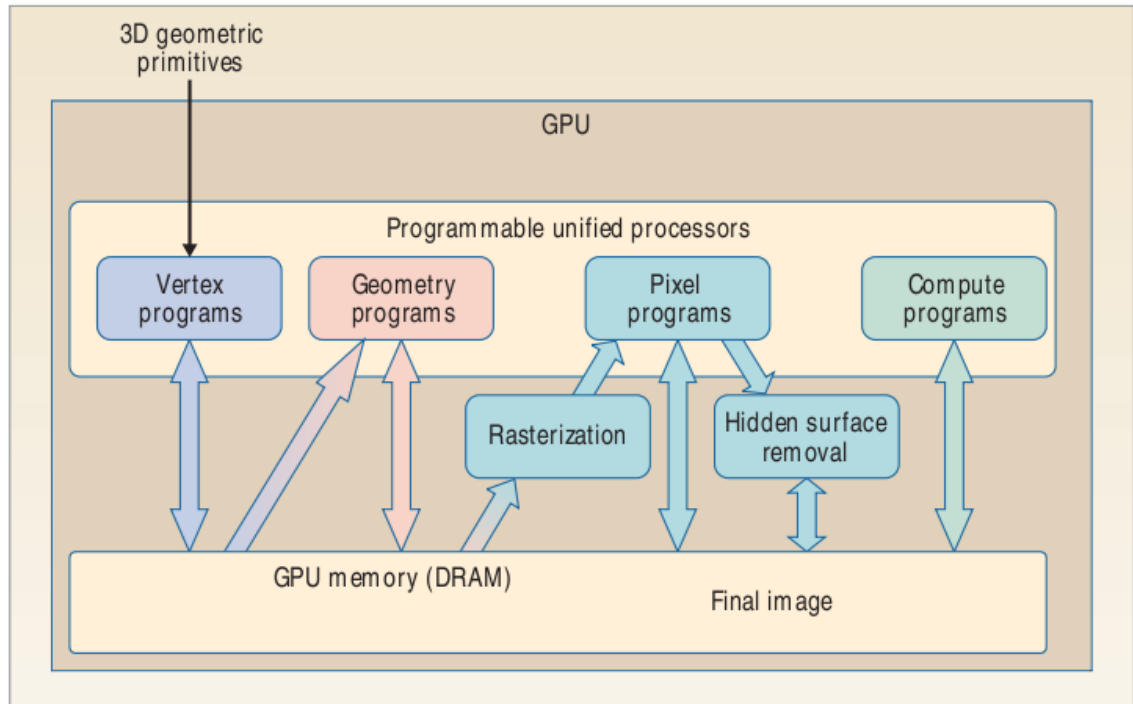 3D geometric
primitives
GPU
Programmable unified processors
Vertex
programs
Geometry
programs
Pixel
programs
Compute
programs
Rasterization
Hidden surface
removal
GPU memory (DRAM)
Final image